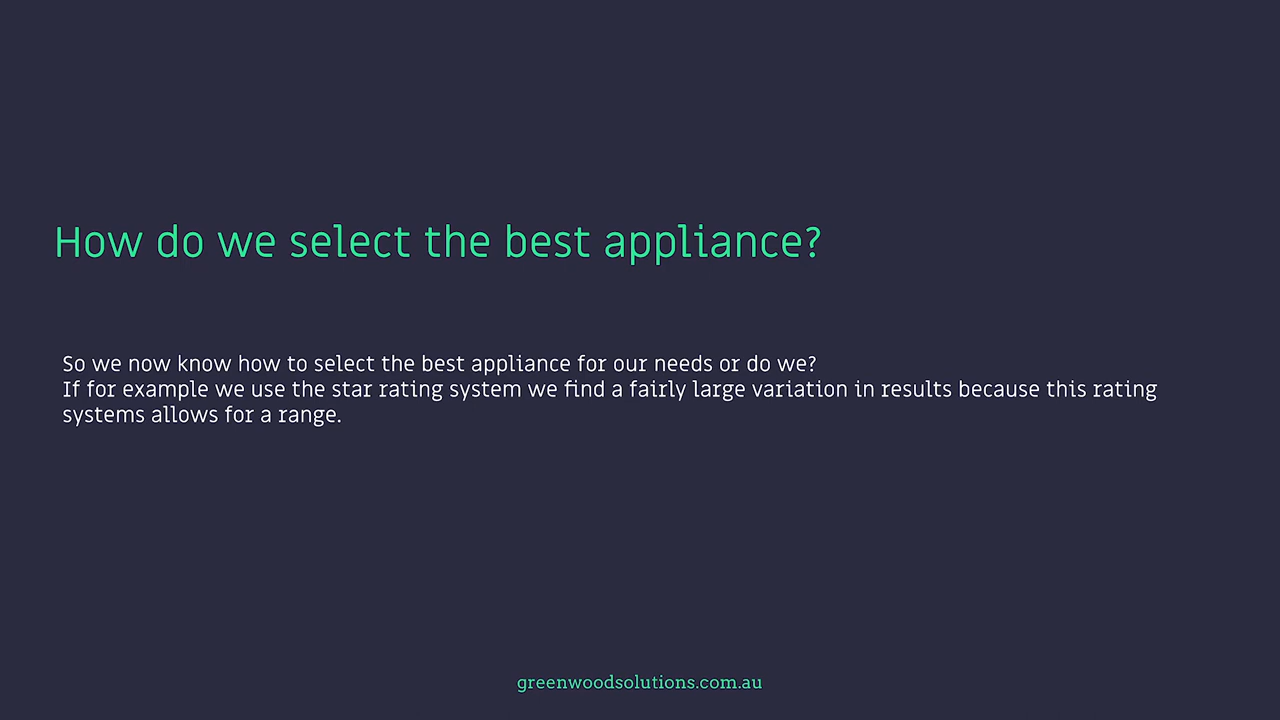 How do we select the best appliance?
So we now know how to select the best appliance for our needs or do we?
If for example we use the star rating system we find a fairly large variation in results because this rating
systems allows for a range.
greenwoodsolutions.com.au